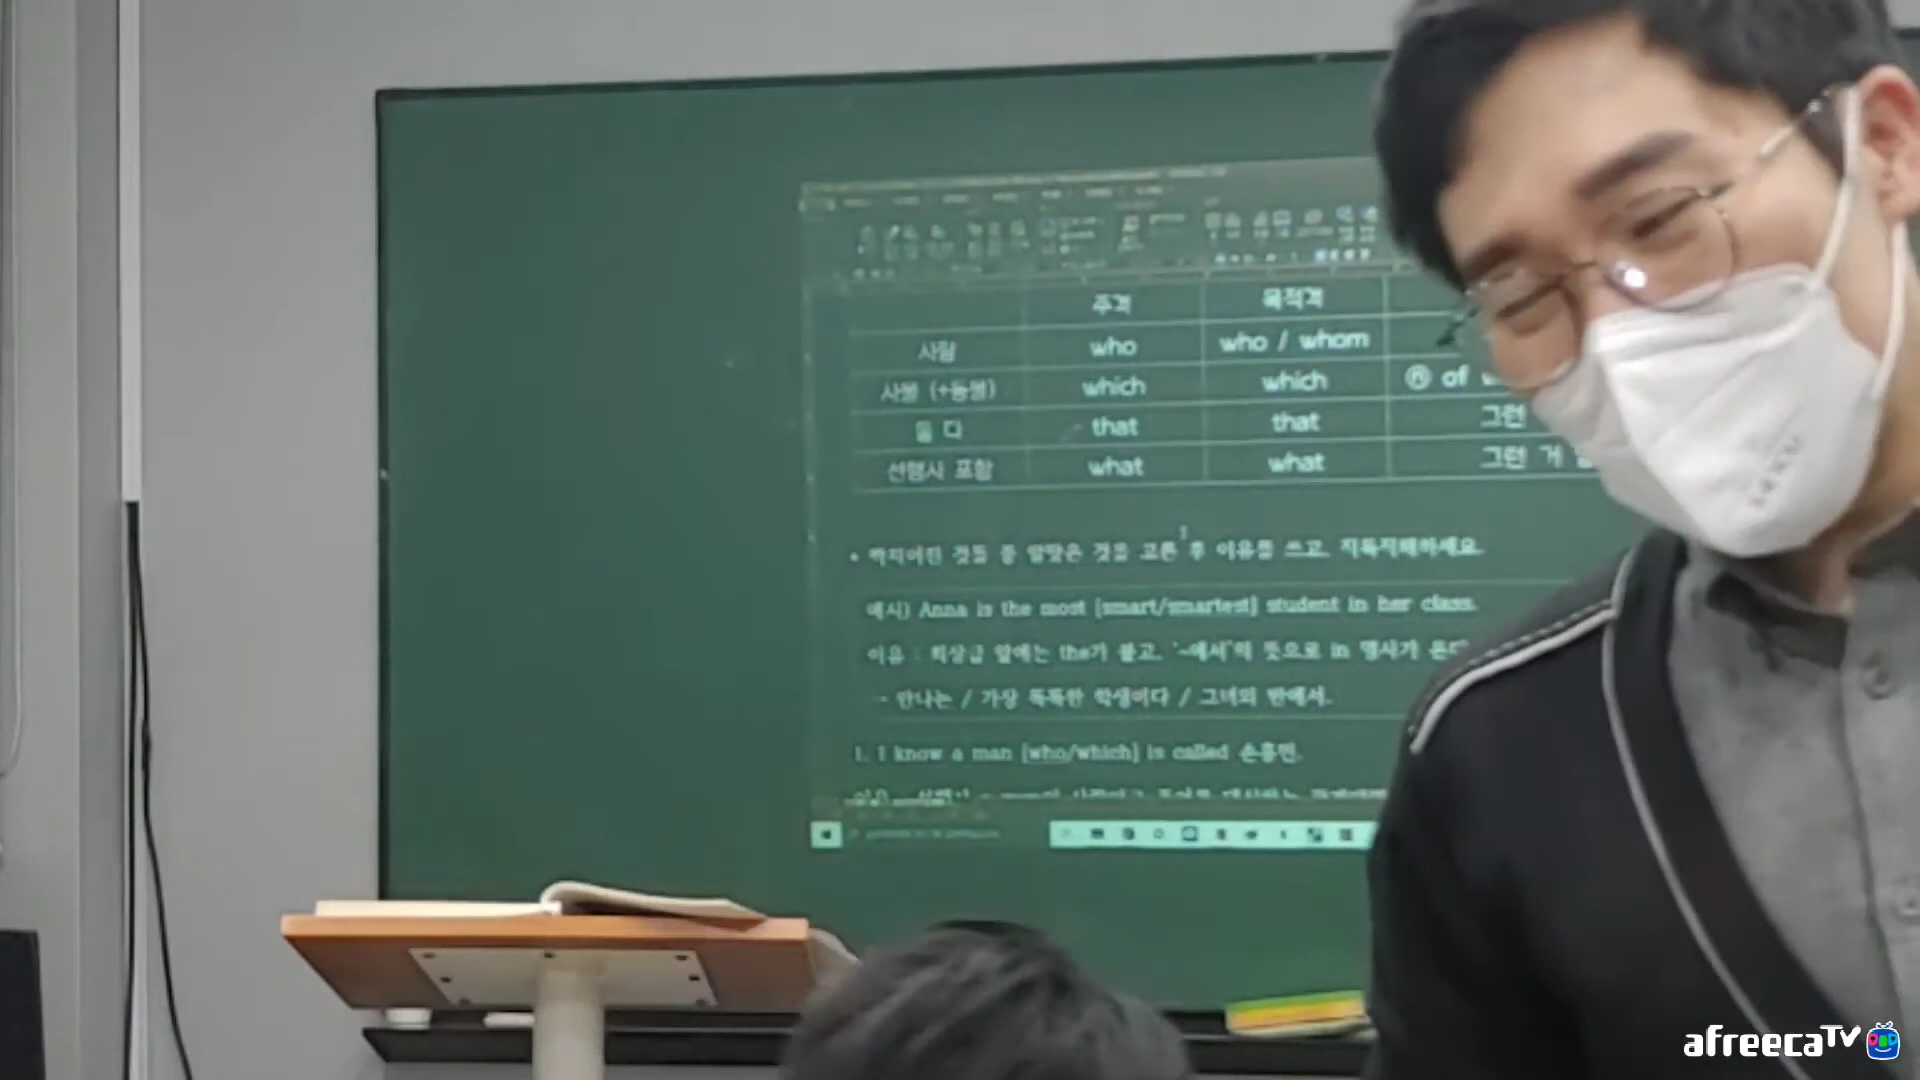 주격 목적격
사람 who who / whom
사물 (+동물) which which ⓝ of
둘 다 that that 그런
선행사 포함 what what 그런 거
• 짝지어진 것들 중 알맞은 것을 고른 후 이유를 쓰고, 직독직해하세요.
예시) Anna is the most [smart/smartest] student in her class.
이유 : 최상급 앞에는 the가 붙고, '~에서'의 뜻으로 in 명사가 온다
- 안나는 / 가장 똑똑한 학생이다 / 그녀의 반에서.
1. I know a man [who/which] is called 손흥민.
afreecaTV